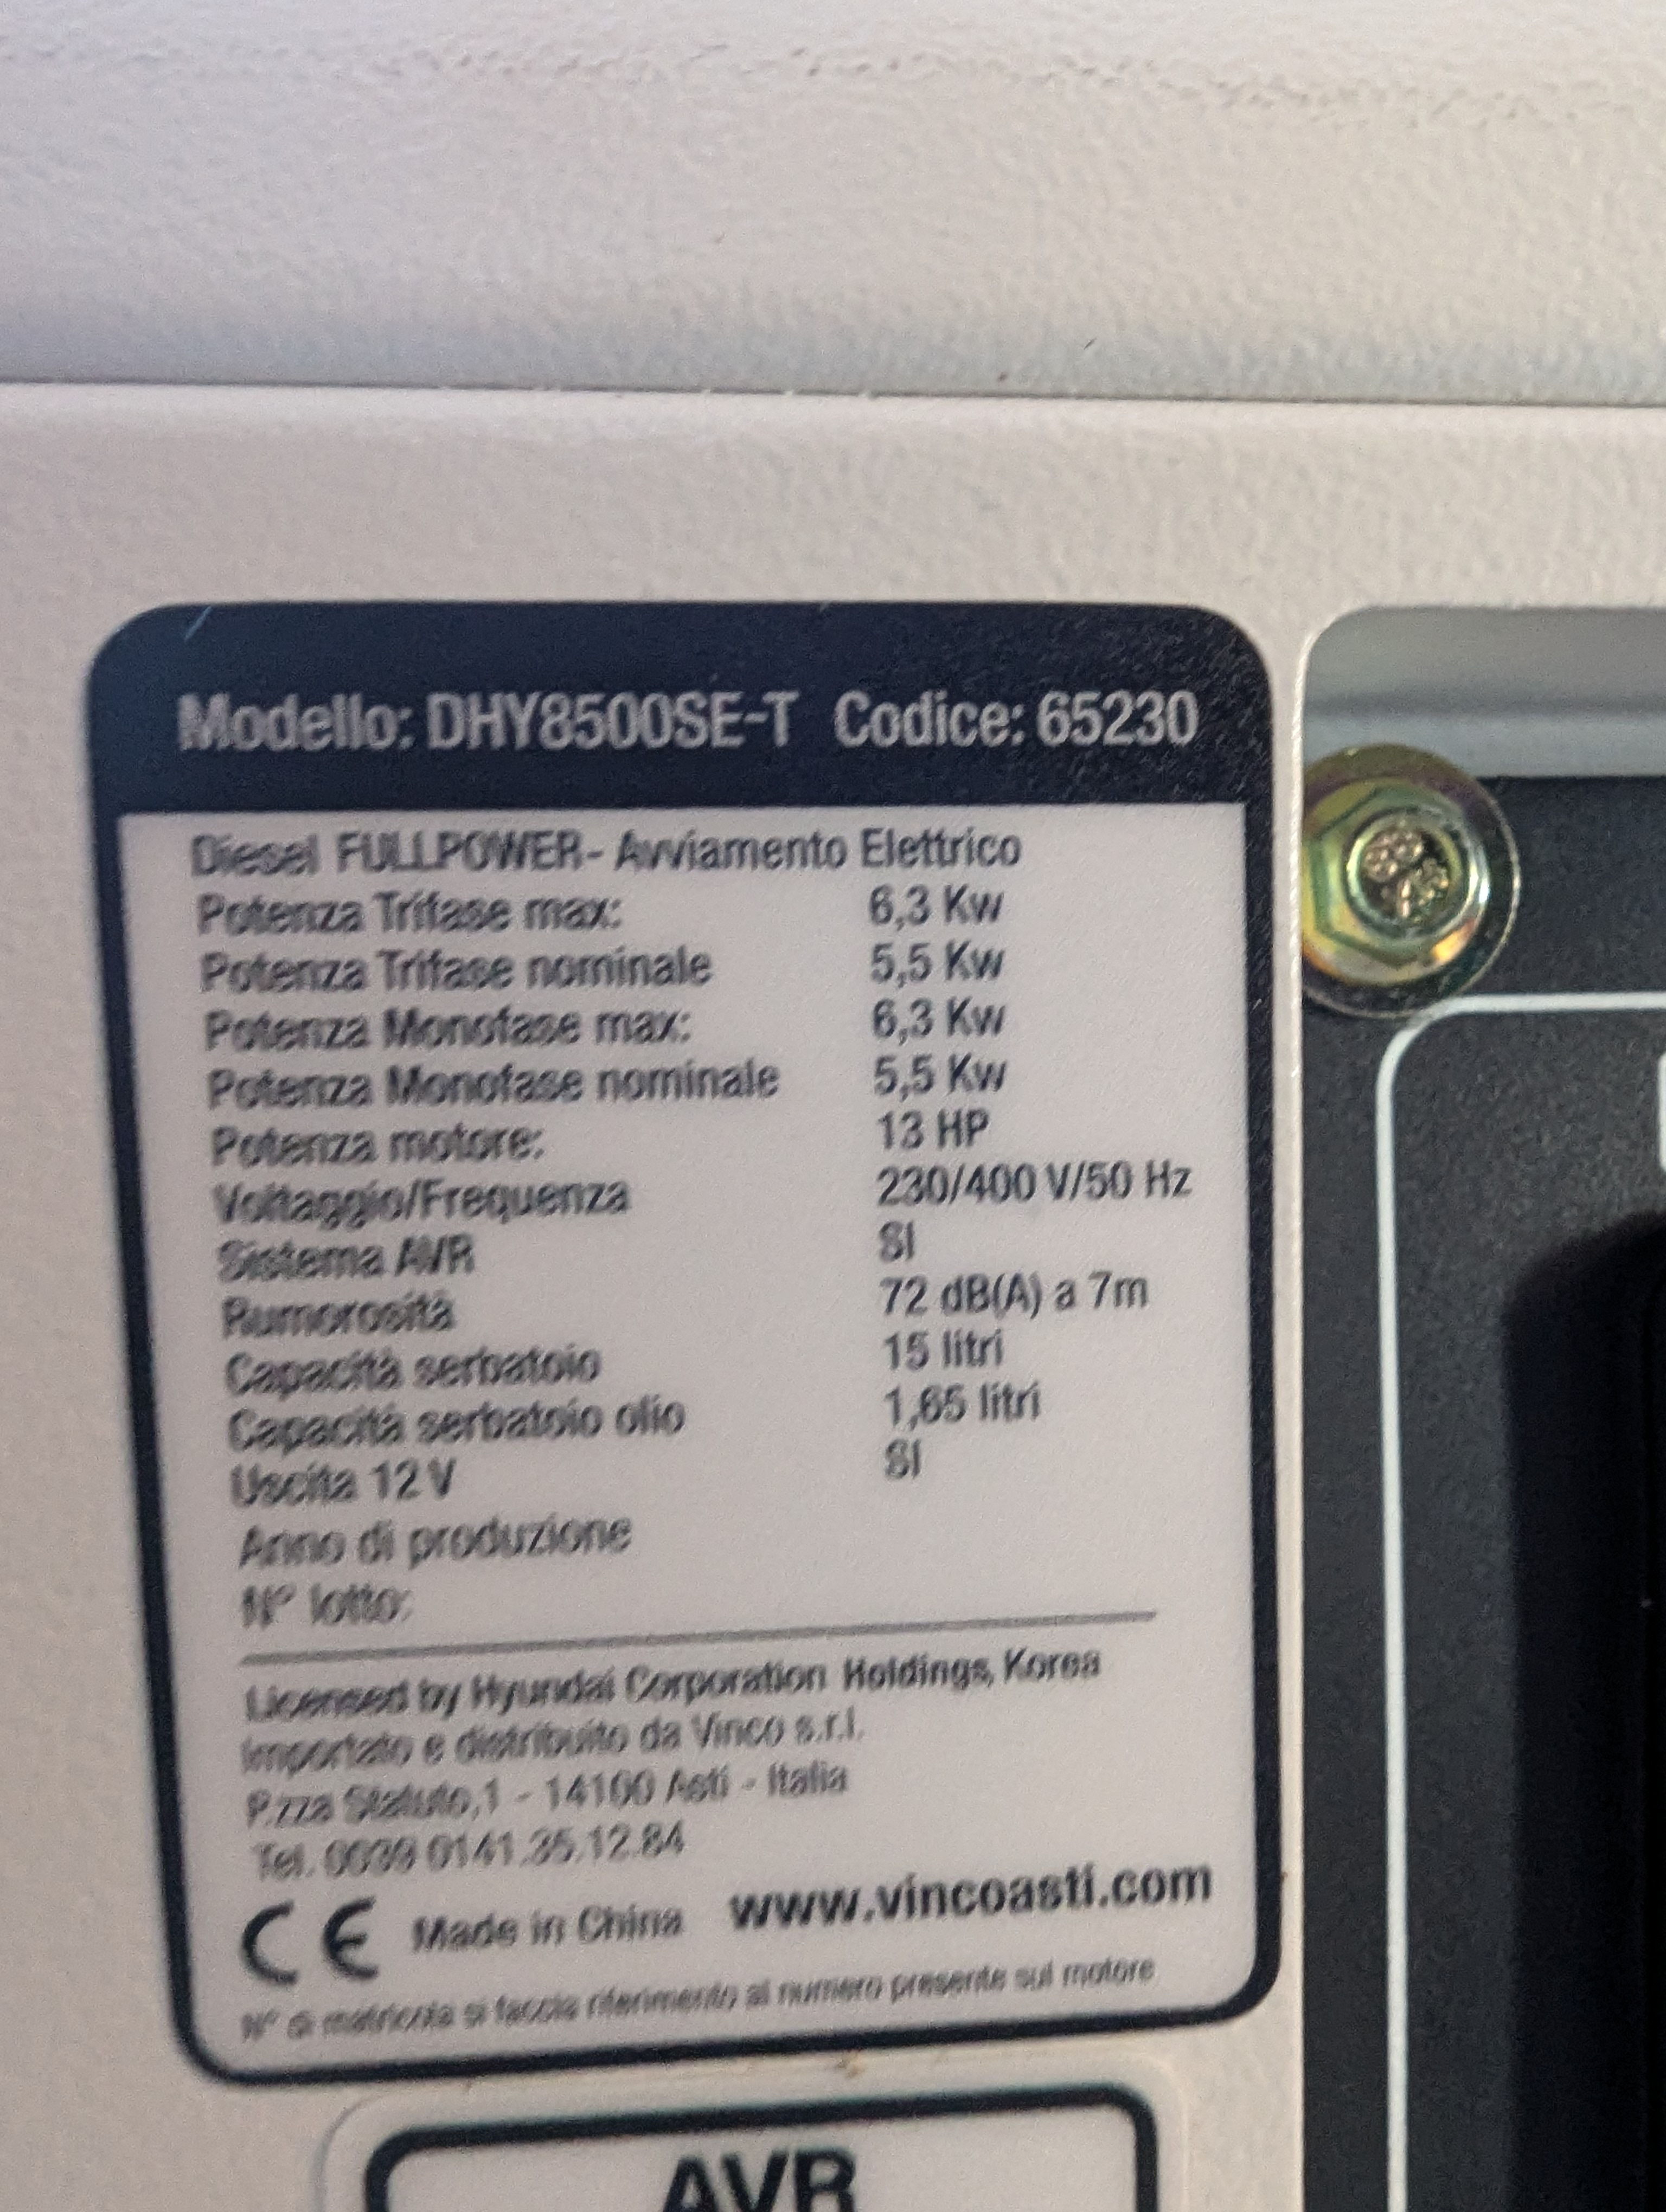 Modello: DHY8500SE-T Codice: 65230
Diesel FULLPOWER- Avviamento Elettrico
Potenza Trifase max: 6,3 Kw
Potenza Trifase nominale 5,5 Kw
Potenza Monofase max: 6,3 Kw
Potenza Monofase nominale 5,5 Kw
Potenza motore: 13 HP
Voltaggio/Frequenza 230/400 V/50 Hz
Sistema AVR SI
Rumorosità 72 dB(A) a 7m
Capacità serbatoio 15 litri
Capacità serbatoio olio 1,65 litri
Uscita 12 V SI
Anno di produzione
N° lotto:
Licensed by Hyundai Corporation Holdings, Korea
Importato e distribuito da Vinco s.r.l.
P.zza Statuto,1 - 14100 Asti - Italia
Tel. 0039 0141.35.12.84
CE Made in China www.vincoasti.com
N° di matricola si faccia riferimento al numero presente sul motore
AVR